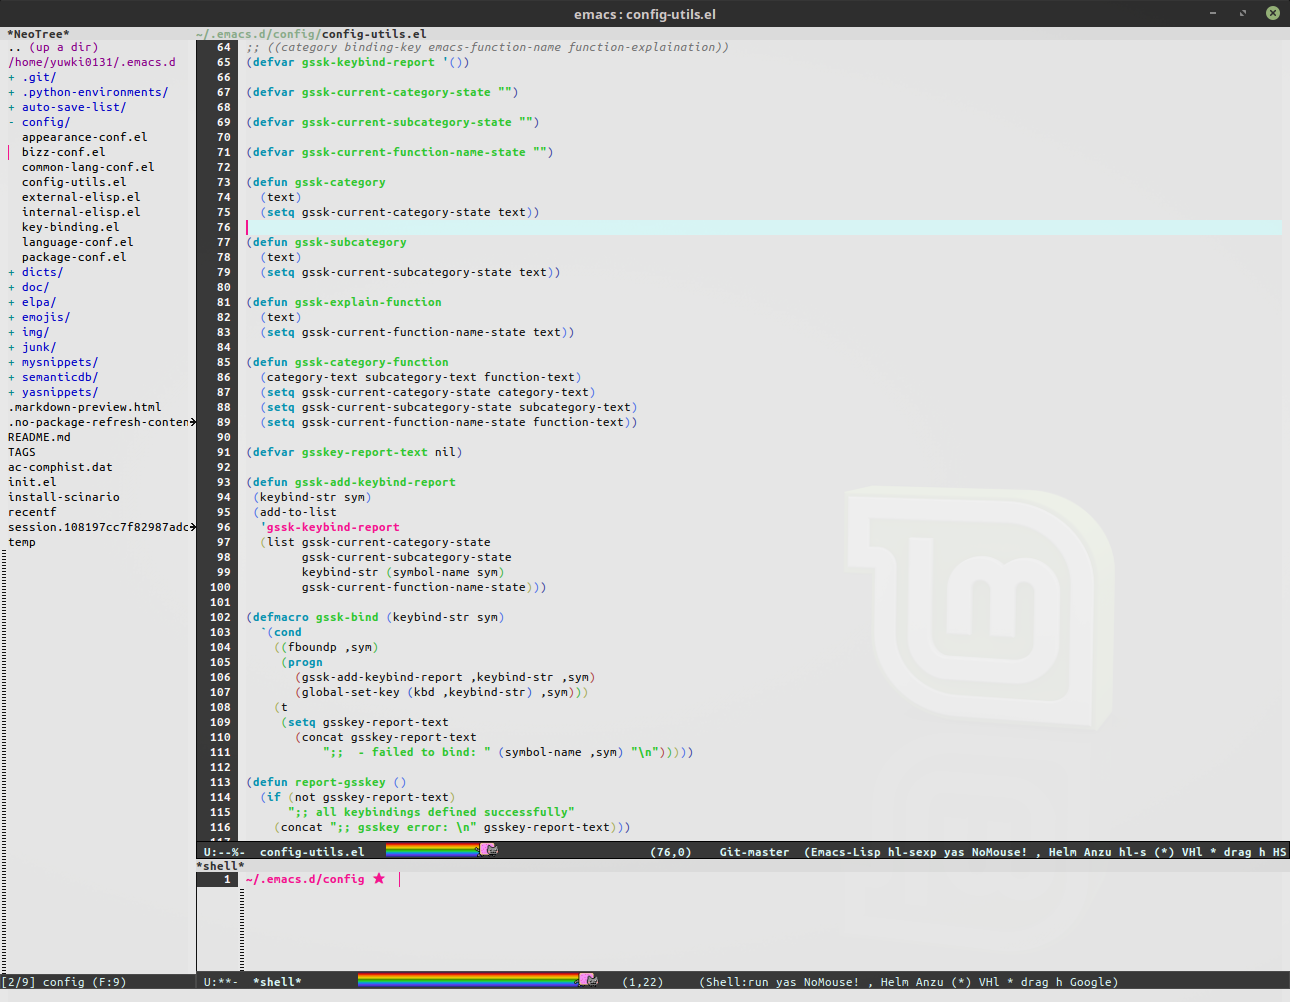 emacs: config-utils.el
*NeoTree*
.. (up a dir)
/home/yuwki0131/.emacs.d
+ .git/
+ .python-environments/
+ auto-save-list/
- config/
appearance-conf.el
bizz-conf.el
common-lang-conf.el
config-utils.el
external-elisp.el
internal-elisp.el
key-binding.el
language-conf.el
package-conf.el
+ dicts/
+ doc/
+ elpa/
+ emojis/
+ img/
+ junk/
+ mysnippets/
+ semanticdb/
+ yasnippets/
.markdown-preview.html
.no-package-refresh-conten→
README.md
TAGS
ac-comphist.dat
init.el
install-scinario
recentf
session.108197cc7f82987adc→
temp
[2/9] config (F:9)
~/.emacs.d/config/config-utils.el
64 ;; ((category binding-key emacs-function-name function-explaination))
65 (defvar gssk-keybind-report '())
66
67 (defvar gssk-current-category-state "")
68
69 (defvar gssk-current-subcategory-state "")
70
71 (defvar gssk-current-function-name-state "")
72
73 (defun gssk-category
74   (text)
75   (setq gssk-current-category-state text))
76
77 (defun gssk-subcategory
78   (text)
79   (setq gssk-current-subcategory-state text))
80
81 (defun gssk-explain-function
82   (text)
83   (setq gssk-current-function-name-state text))
84
85 (defun gssk-category-function
86   (category-text subcategory-text function-text)
87   (setq gssk-current-category-state category-text)
88   (setq gssk-current-subcategory-state subcategory-text)
89   (setq gssk-current-function-name-state function-text))
90
91 (defvar gsskey-report-text nil)
92
93 (defun gssk-add-keybind-report
94  (keybind-str sym)
95  (add-to-list
96   'gssk-keybind-report
97   (list gssk-current-category-state
98         gssk-current-subcategory-state
99         keybind-str (symbol-name sym)
100         gssk-current-function-name-state)))
101
102 (defmacro gssk-bind (keybind-str sym)
103   `(cond
104     ((fboundp ,sym)
105      (progn
106        (gssk-add-keybind-report ,keybind-str ,sym)
107        (global-set-key (kbd ,keybind-str) ,sym)))
108     (t
109      (setq gsskey-report-text
110        (concat gsskey-report-text
111            ";;  - failed to bind: " (symbol-name ,sym) "\n")))))
112
113 (defun report-gsskey ()
114   (if (not gsskey-report-text)
115       ";; all keybindings defined successfully"
116     (concat ";; gsskey error: \n" gsskey-report-text)))
117
U:--%-  config-utils.el (76,0) Git-master (Emacs-Lisp hl-sexp yas NoMouse! , Helm Anzu hl-s (*) VHl * drag h HS
*shell*
1 ~/.emacs.d/config ★
U:**-  *shell* (1,22) (Shell:run yas NoMouse! , Helm Anzu (*) VHl * drag h Google)